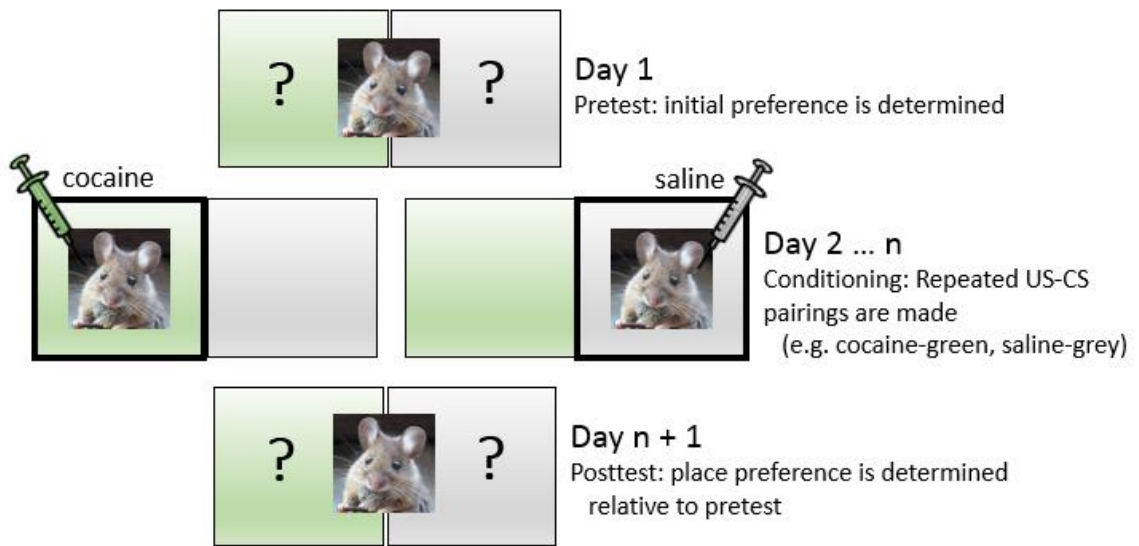 ? ?
Day 1
Pretest: initial preference is determined
cocaine
saline
Day 2 ... n
Conditioning: Repeated US-CS
pairings are made
(e.g. cocaine-green, saline-grey)
? ?
Day n + 1
Posttest: place preference is determined
relative to pretest